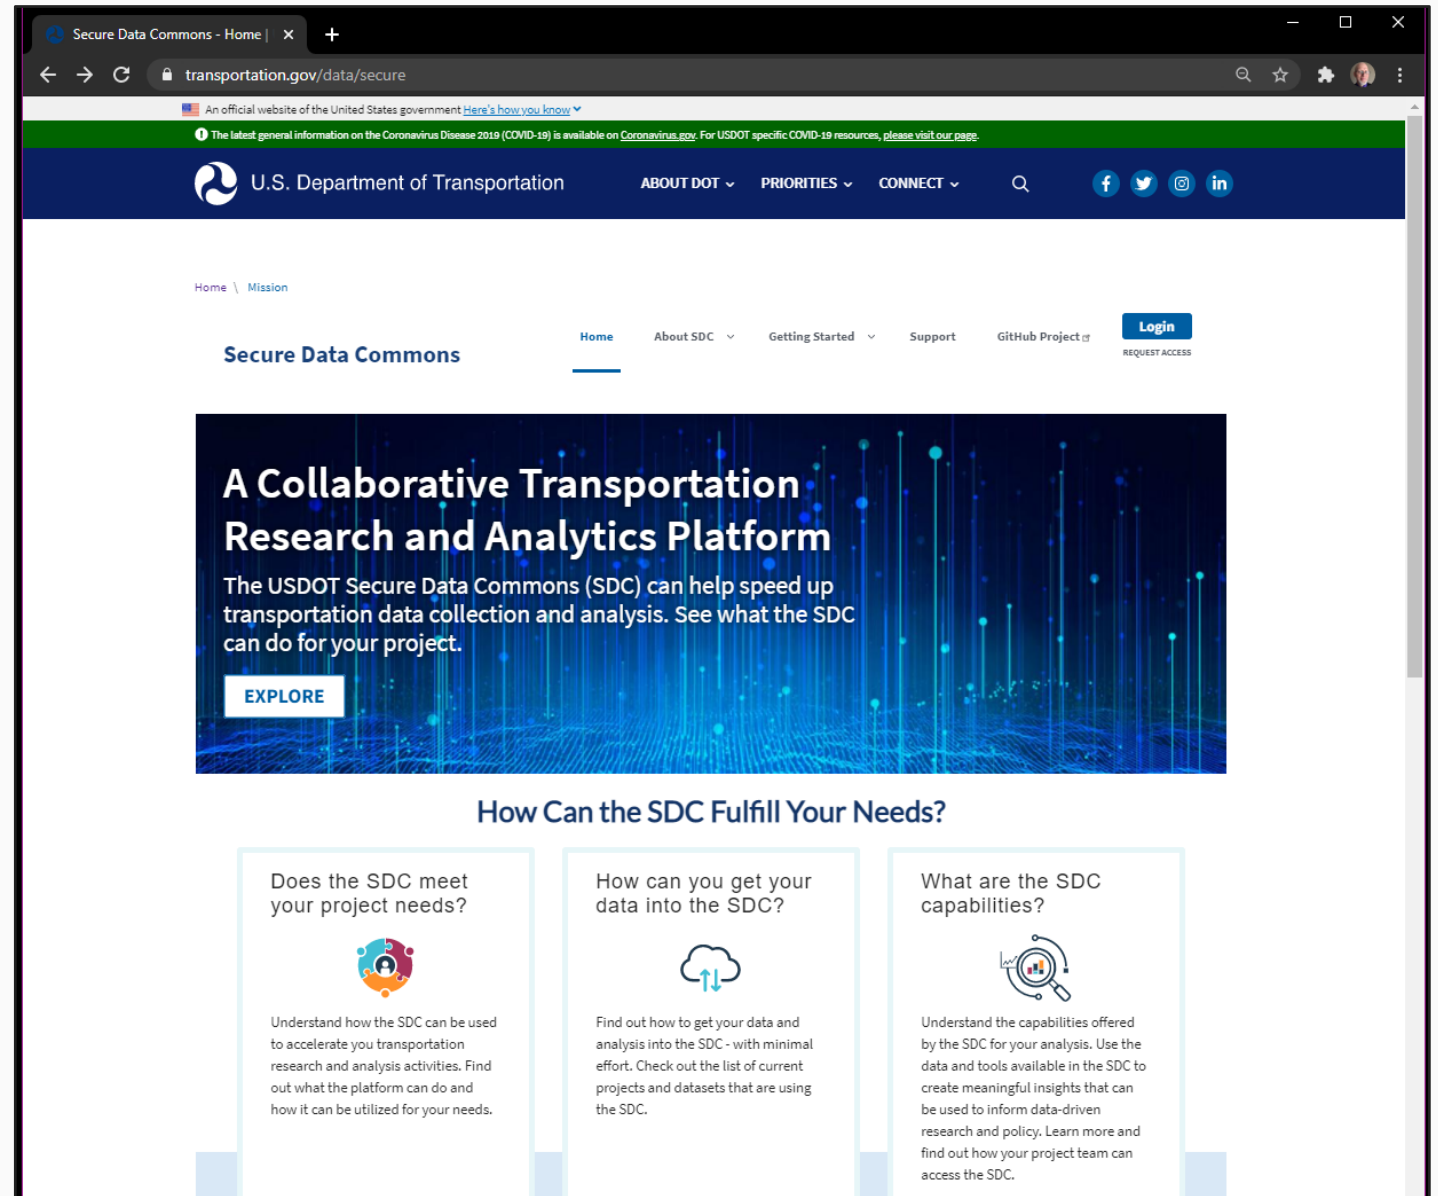 Secure Data Commons - Home |
transportation.gov/data/secure
An official website of the United States government Here's how you know
The latest general information on the Coronavirus Disease 2019 (COVID-19) is available on Coronavirus.gov. For USDOT specific COVID-19 resources, please visit our page.
U.S. Department of Transportation ABOUT DOT PRIORITIES CONNECT
Home \ Mission
Secure Data Commons
Home About SDC Getting Started Support GitHub Project Login
REQUEST ACCESS
A Collaborative Transportation
Research and Analytics Platform
The USDOT Secure Data Commons (SDC) can help speed up
transportation data collection and analysis. See what the SDC
can do for your project.
EXPLORE
How Can the SDC Fulfill Your Needs?
Does the SDC meet
your project needs?
Understand how the SDC can be used
to accelerate you transportation
research and analysis activities. Find
out what the platform can do and
how it can be utilized for your needs.
How can you get your
data into the SDC?
Find out how to get your data and
analysis into the SDC - with minimal
effort. Check out the list of current
projects and datasets that are using
the SDC.
What are the SDC
capabilities?
Understand the capabilities offered
by the SDC for your analysis. Use the
data and tools available in the SDC to
create meaningful insights that can
be used to inform data-driven
research and policy. Learn more and
find out how your project team can
access the SDC.